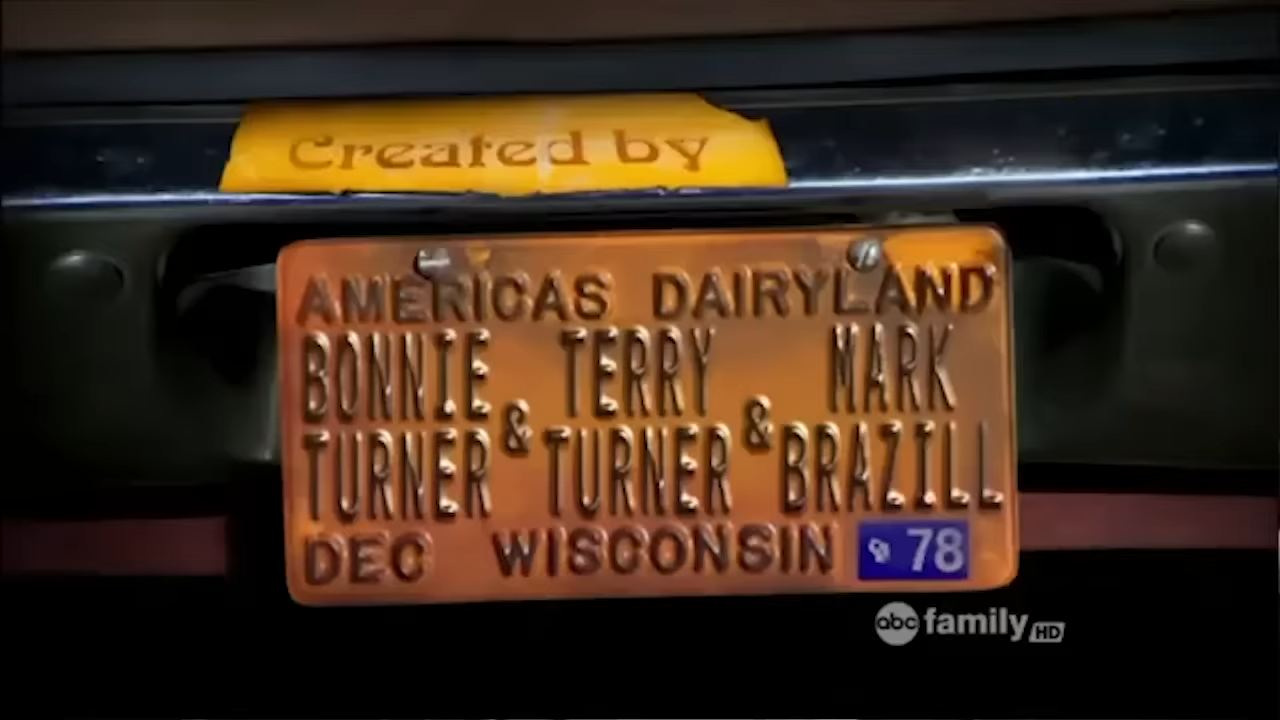 Created by
AMERICAS DAIRYLAND
BONNIE TERRY MARK
& &
TURNER TURNER BRAZILL
DEC WISCONSIN 78
abc family HD